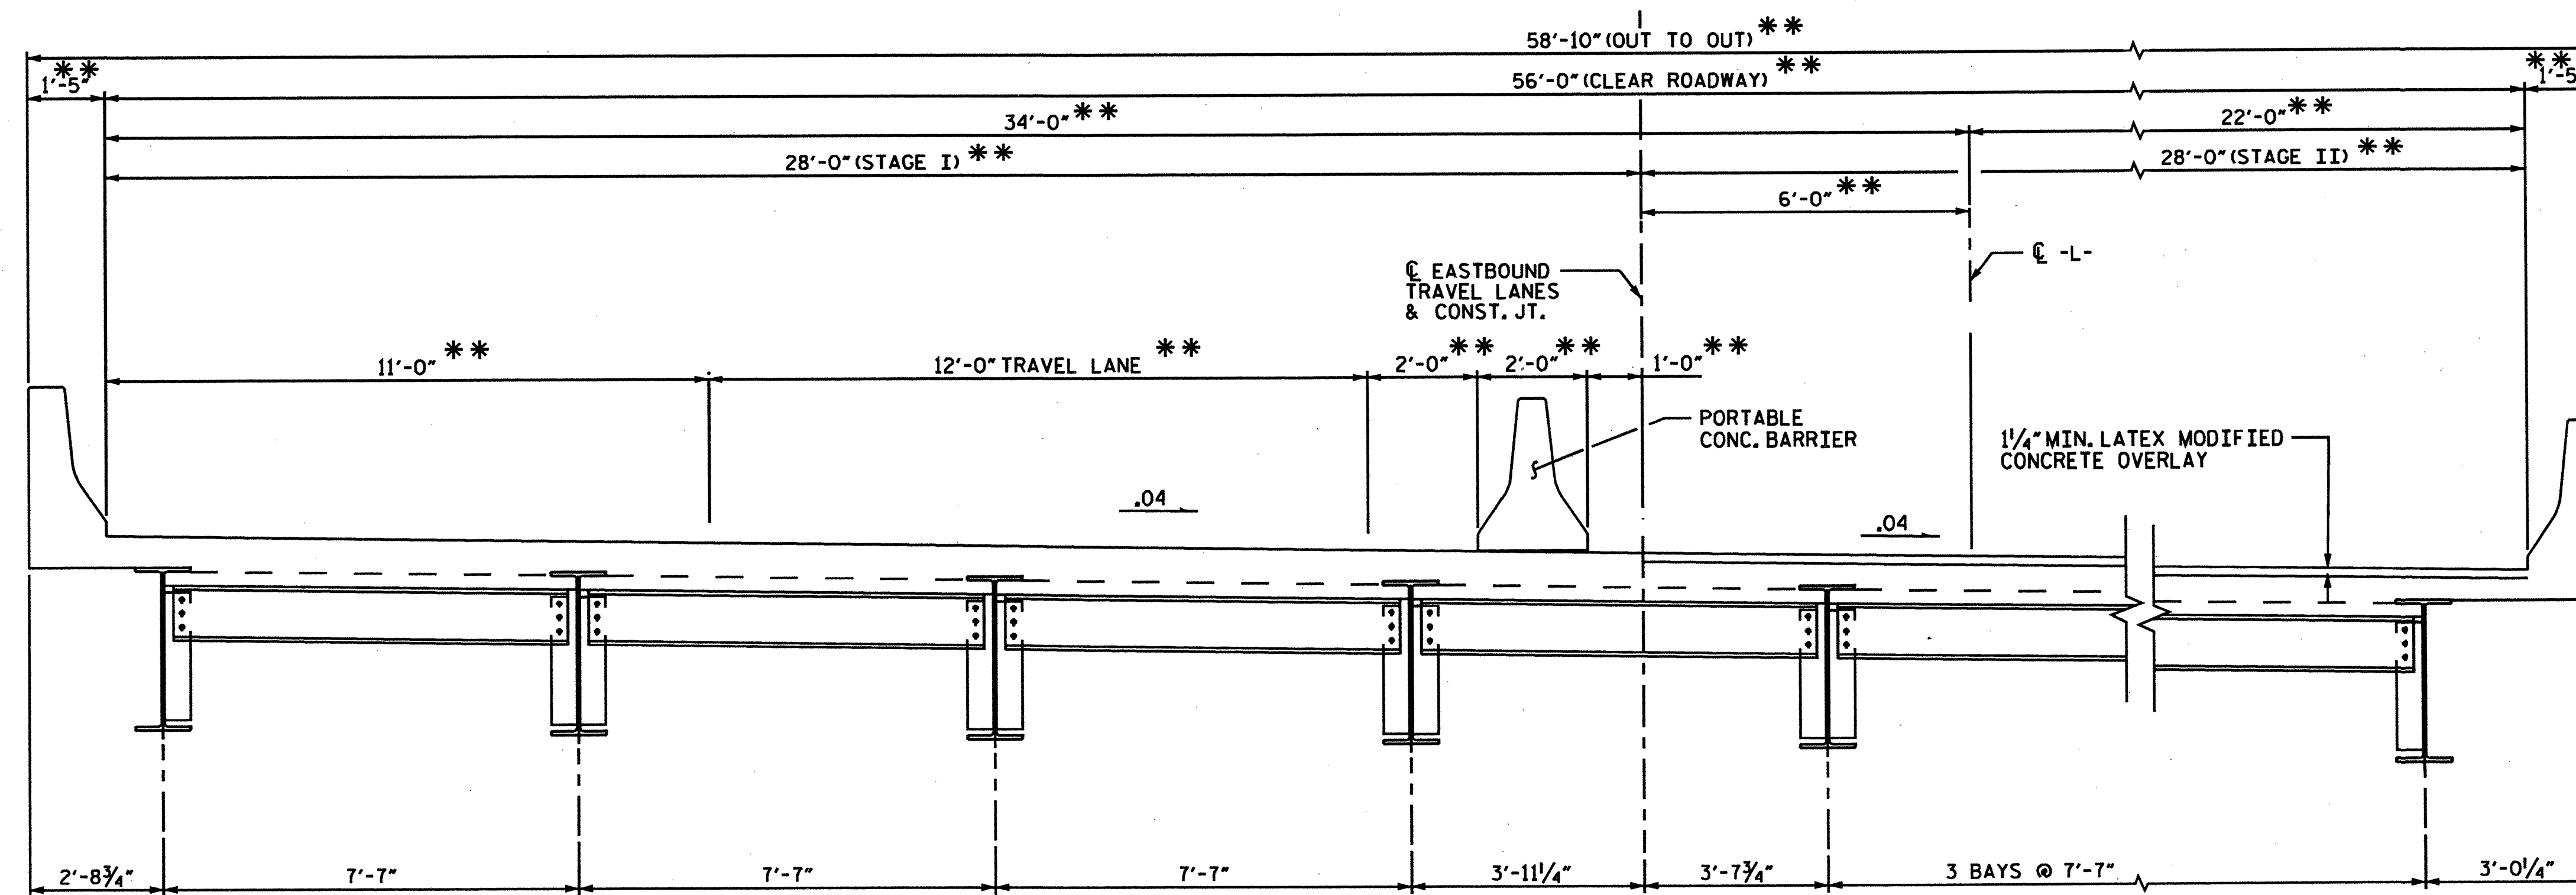 58'-10" (OUT TO OUT) **
** 1'-5"
56'-0" (CLEAR ROADWAY) **
** 1'-5
34'-0" **
22'-0" **
28'-0" (STAGE I) **
28'-0" (STAGE II) **
6'-0" **
℄ -L-
℄ EASTBOUND
TRAVEL LANES
& CONST. JT.
11'-0" **
12'-0" TRAVEL LANE **
2'-0" **
2'-0" **
1'-0" **
PORTABLE
CONC. BARRIER
1¼" MIN. LATEX MODIFIED
CONCRETE OVERLAY
.04
.04
2'-8¾"
7'-7"
7'-7"
7'-7"
3'-11¼"
3'-7¾"
3 BAYS @ 7'-7"
3'-0¼"